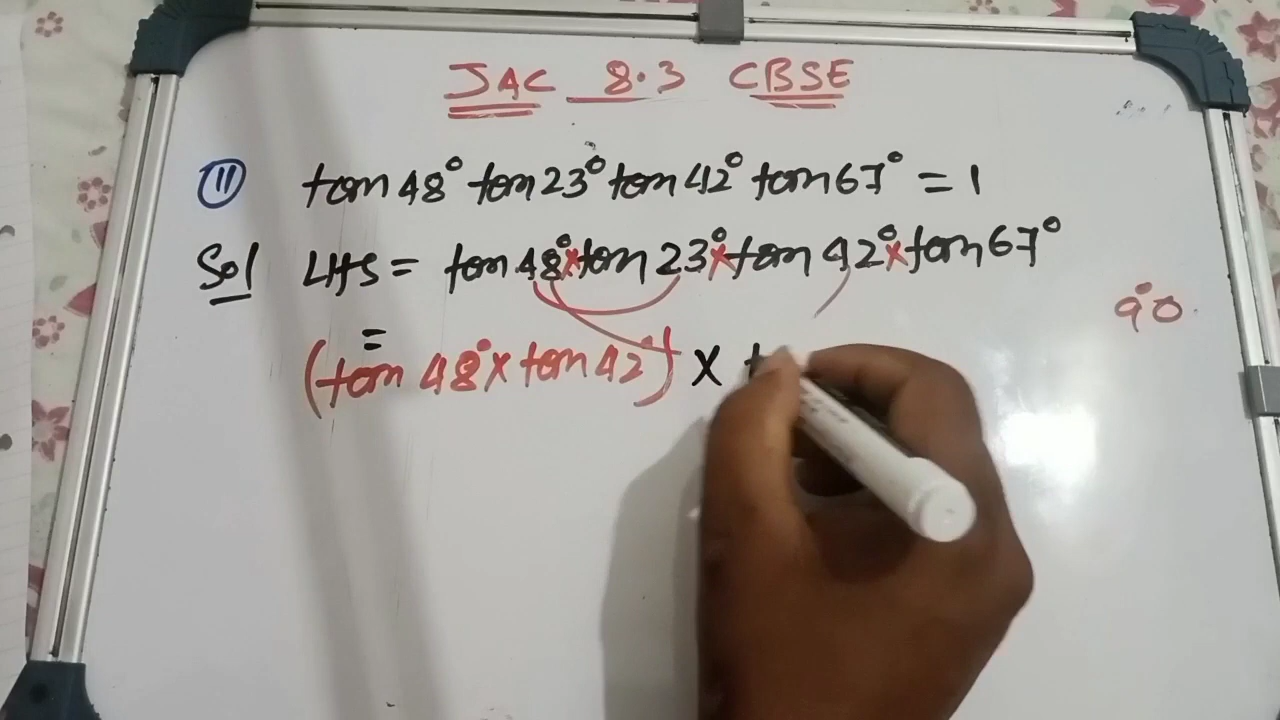 JAC 8.3 CBSE
11 tan 48° tan 23° tan 42° tan 67° = 1
Sol LHS = tan 48° x tan 23° x tan 42° x tan 67°
90°
= (tan 48° x tan 42°) x t